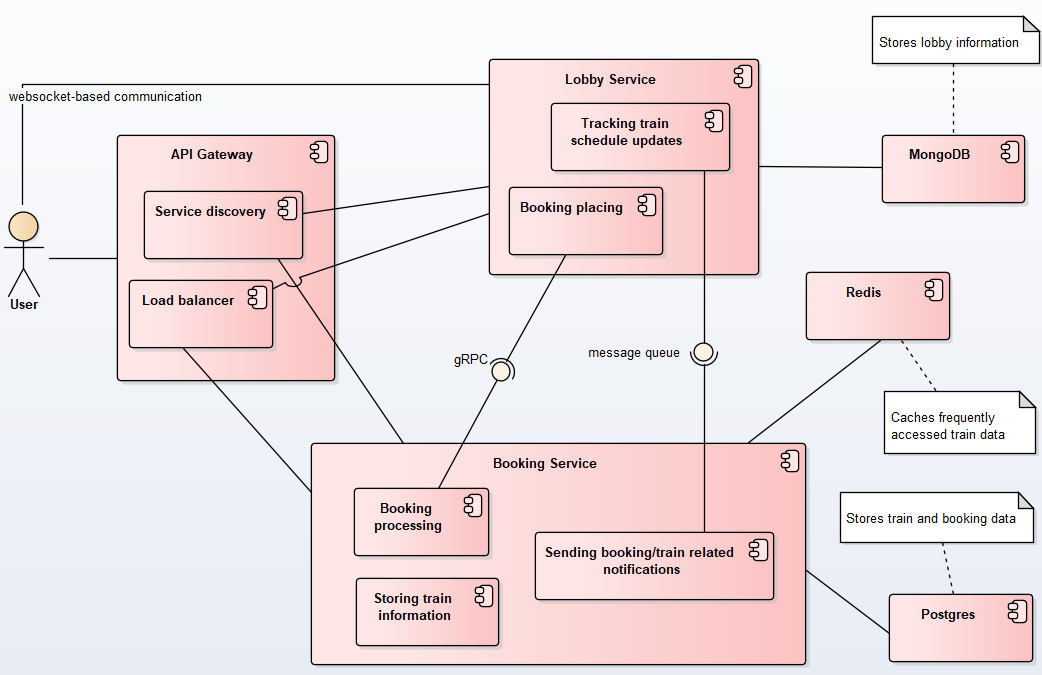 Stores lobby information
Lobby Service
websocket-based communication
Tracking train
schedule updates
API Gateway
MongoDB
Service discovery
Booking placing
User
Load balancer
Redis
gRPC
message queue
Caches frequently
accessed train data
Booking Service
Booking
processing
Stores train and booking data
Sending booking/train related
notifications
Storing train
information
Postgres